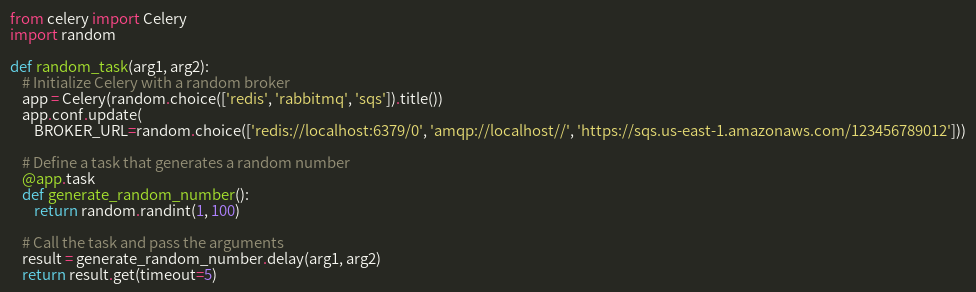 from celery import Celery
import random

def random_task(arg1, arg2):
    # Initialize Celery with a random broker
    app = Celery(random.choice(['redis', 'rabbitmq', 'sqs']).title())
    app.conf.update(
        BROKER_URL=random.choice(['redis://localhost:6379/0', 'amqp://localhost//', 'https://sqs.us-east-1.amazonaws.com/123456789012']))

    # Define a task that generates a random number
    @app.task
    def generate_random_number():
        return random.randint(1, 100)

    # Call the task and pass the arguments
    result = generate_random_number.delay(arg1, arg2)
    return result.get(timeout=5)